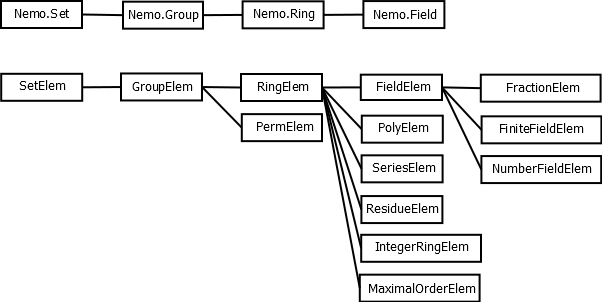 Nemo.Set
Nemo.Group
Nemo.Ring
Nemo.Field
SetElem
GroupElem
RingElem
FieldElem
FractionElem
PermElem
PolyElem
FiniteFieldElem
SeriesElem
NumberFieldElem
ResidueElem
IntegerRingElem
MaximalOrderElem